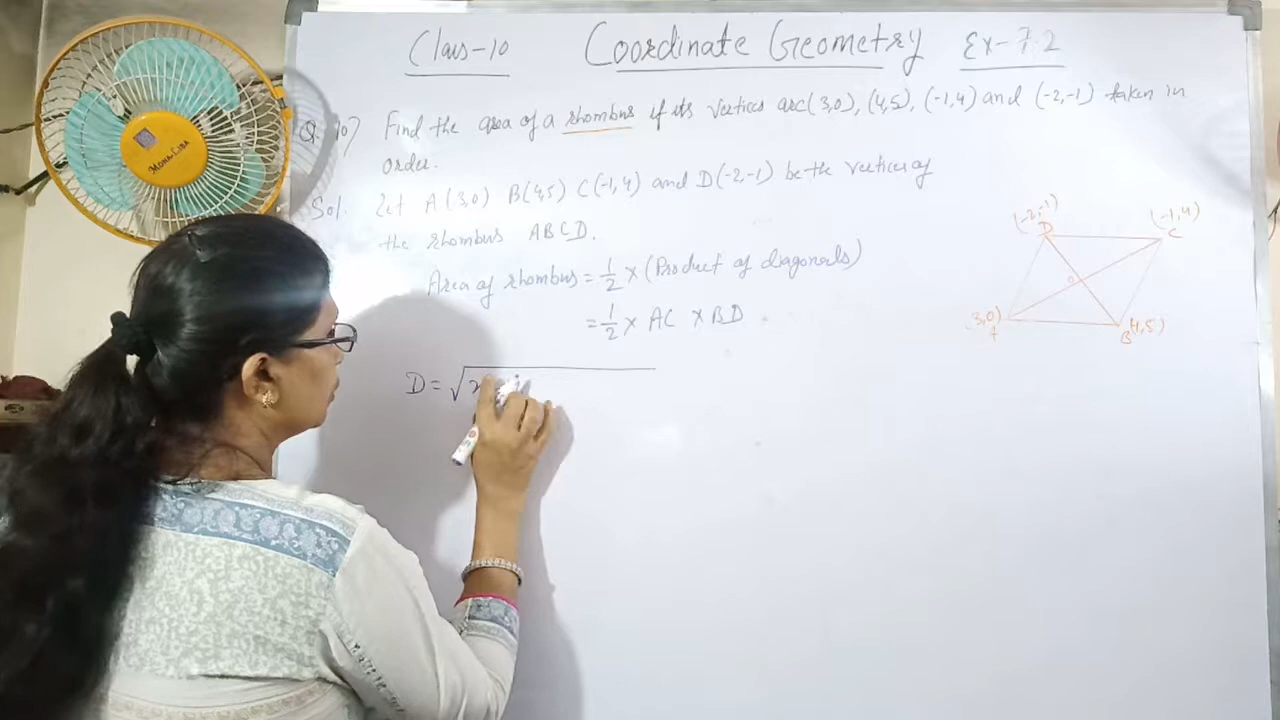 Class-10 Coordinate Geometry Ex-7.2
Q. 10) Find the area of a rhombus if its vertices are (3,0), (4,5), (-1,4) and (-2,-1) taken in
order.
Sol. Let A(3,0) B(4,5) C(-1,4) and D(-2,-1) be the vertices of
the rhombus ABCD.
Area of rhombus = 1/2 × (Product of diagonals)
= 1/2 × AC × BD
D = √
(-2,-1) (-1,4)
D C
O
(3,0) (4,5)
A B
MONA LISA